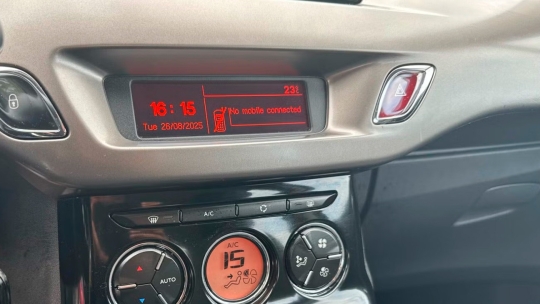 23
16:15
No mobile connected
Tue 26/08/2025
A/C
AUTO
A/C
15